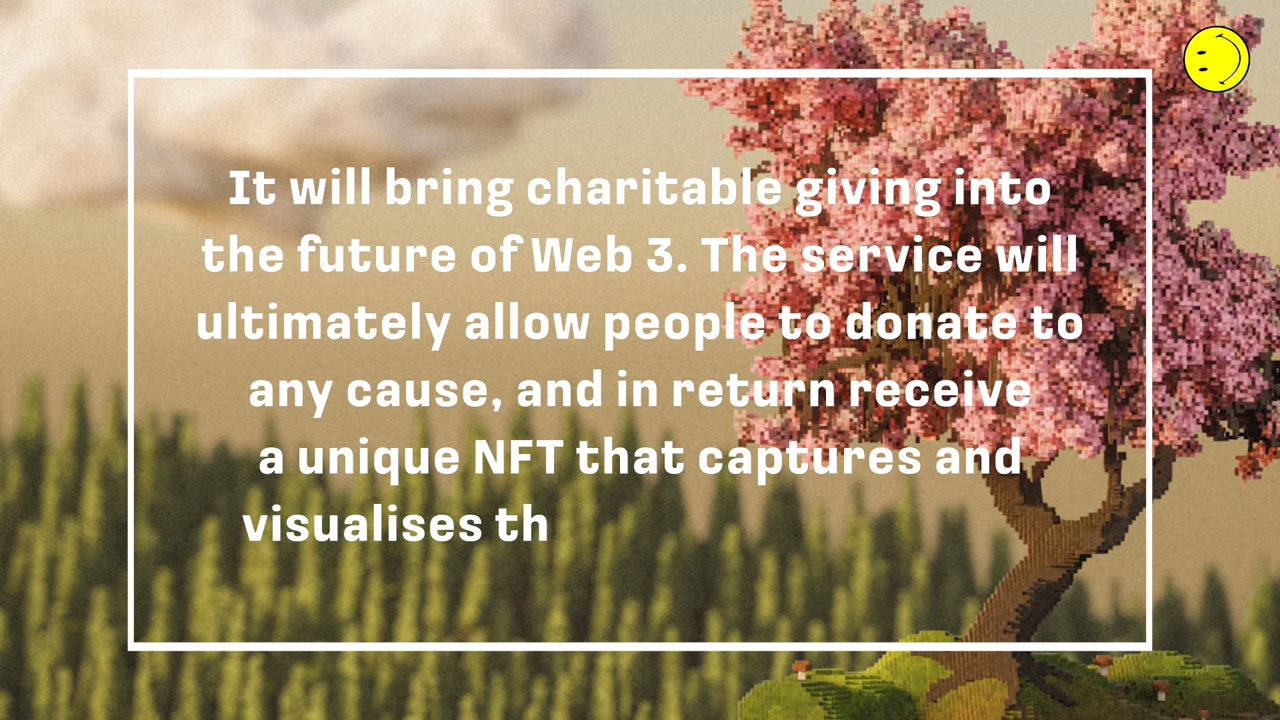 It will bring charitable giving into
the future of Web 3. The service will
ultimately allow people to donate to
any cause, and in return receive
a unique NFT that captures and
visualises th